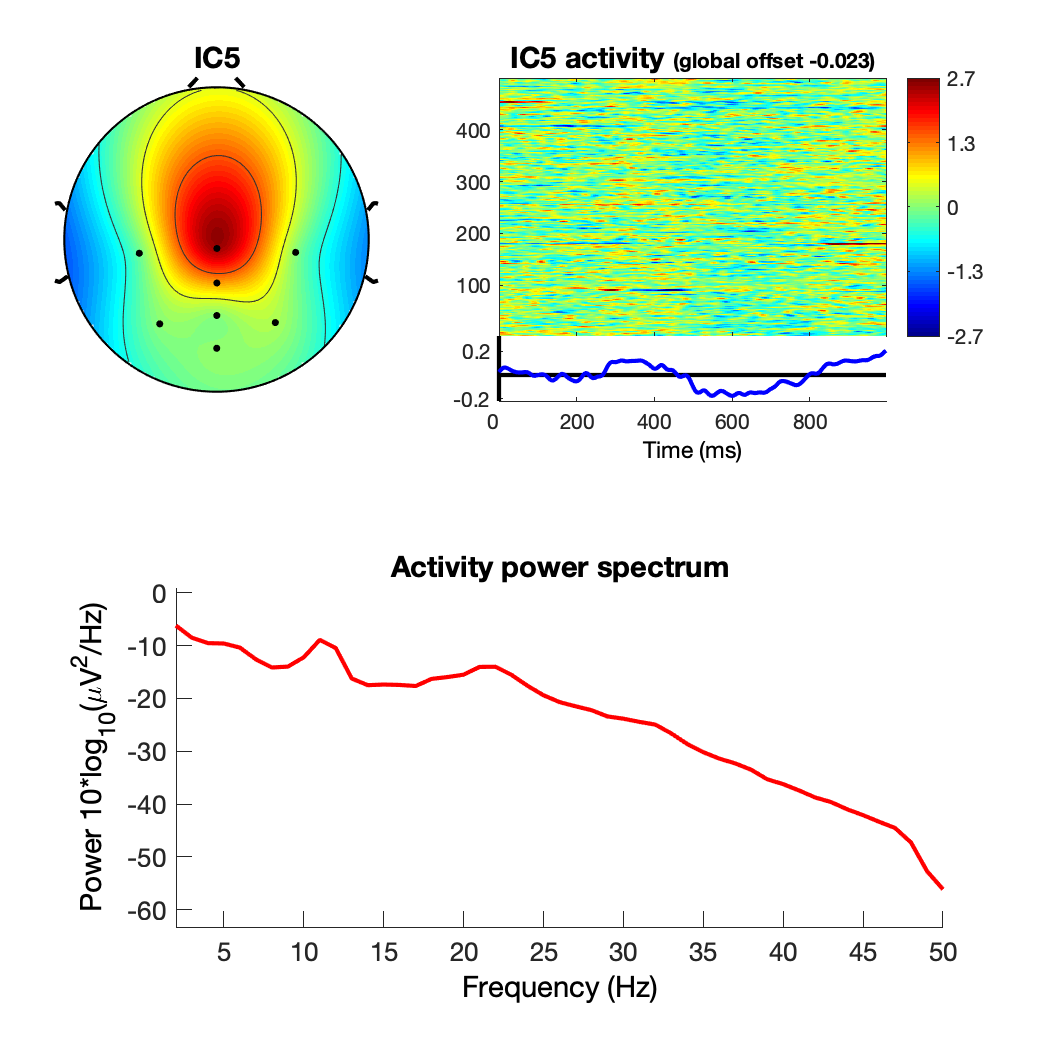 IC5
IC5 activity (global offset -0.023)
400
300
200
100
2.7
1.3
0
-1.3
-2.7
0.2
-0.2
0 200 400 600 800
Time (ms)
Activity power spectrum
Power 10*log10(μV2/Hz)
0
-10
-20
-30
-40
-50
-60
5 10 15 20 25 30 35 40 45 50
Frequency (Hz)